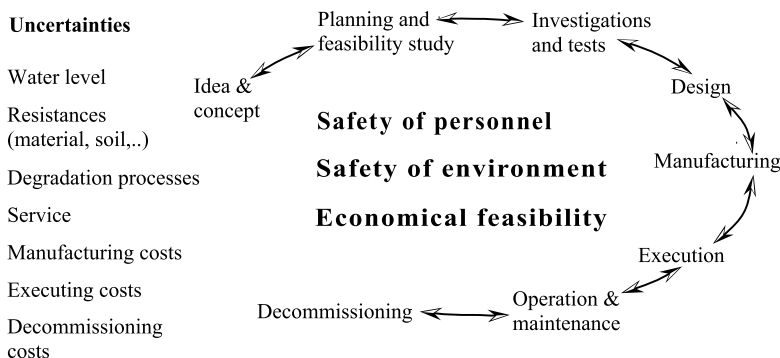 Uncertainties
Water level
Resistances
(material, soil,..)
Degradation processes
Service
Manufacturing costs
Executing costs
Decommissioning
costs
Idea &
concept
Planning and
feasibility study
Investigations
and tests
Design
Manufacturing
Execution
Operation &
maintenance
Decommissioning
Safety of personnel
Safety of environment
Economical feasibility